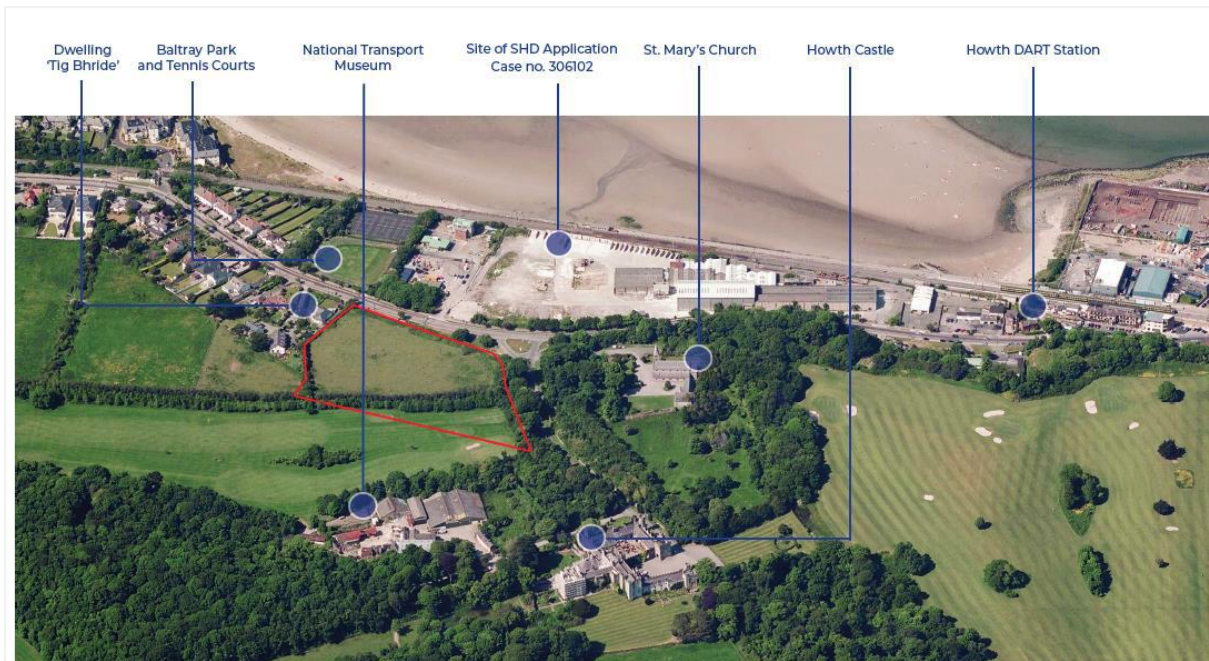 Dwelling
‘Tig Bhride’
Baltray Park
and Tennis Courts
National Transport
Museum
Site of SHD Application
Case no. 306102
St. Mary’s Church
Howth Castle
Howth DART Station